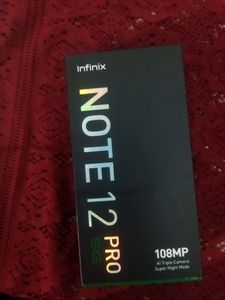 Infinix
NOTE 12 PRO
5G
108MP
AI Triple Camera
Super Night Mode